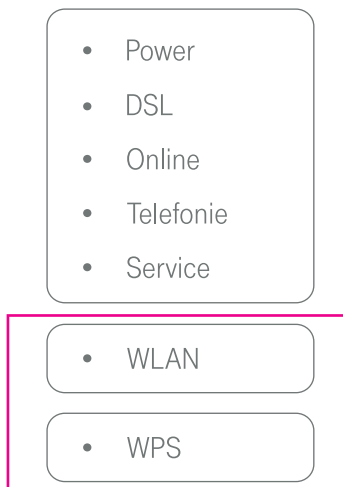 • Power
• DSL
• Online
• Telefonie
• Service
• WLAN
• WPS